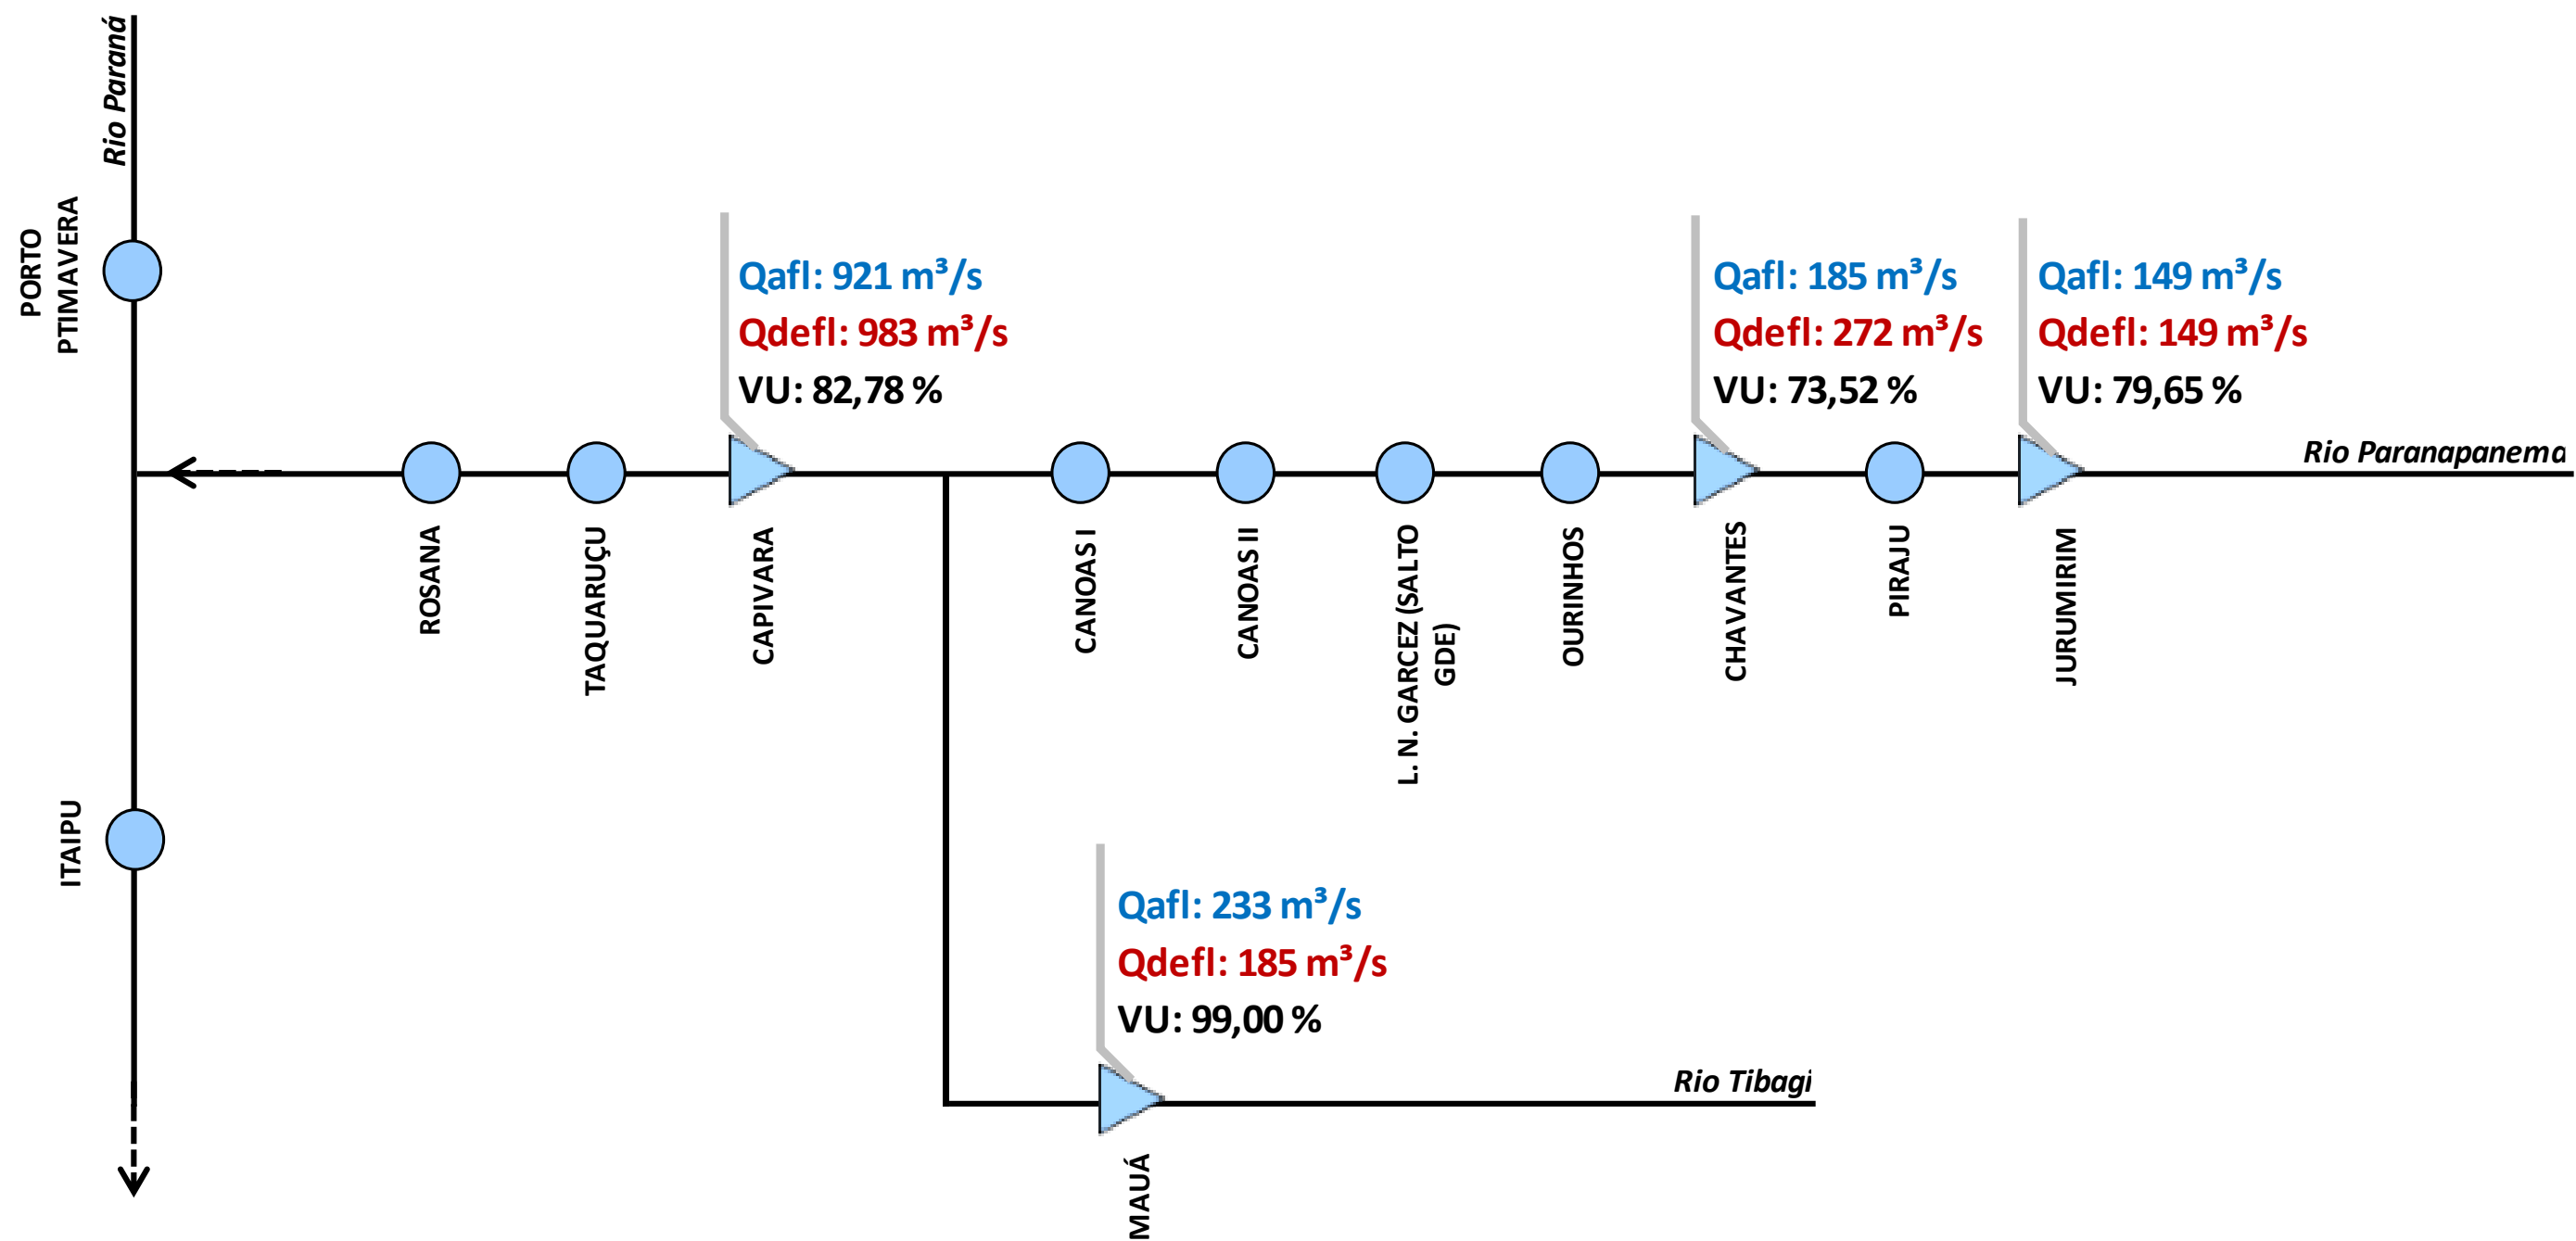 Rio Paraná
PORTO
PTIMAVERA
Qafl: 921 m³/s
Qdefl: 983 m³/s
VU: 82,78 %
Qafl: 185 m³/s
Qdefl: 272 m³/s
VU: 73,52 %
Qafl: 149 m³/s
Qdefl: 149 m³/s
VU: 79,65 %
Rio Paranapanema
ROSANA
TAQUARUÇU
CAPIVARA
CANOAS I
CANOAS II
L. N. GARCEZ (SALTO
GDE)
OURINHOS
CHAVANTES
PIRAJU
JURUMIRIM
ITAIPU
Qafl: 233 m³/s
Qdefl: 185 m³/s
VU: 99,00 %
Rio Tibagi
MAUÁ